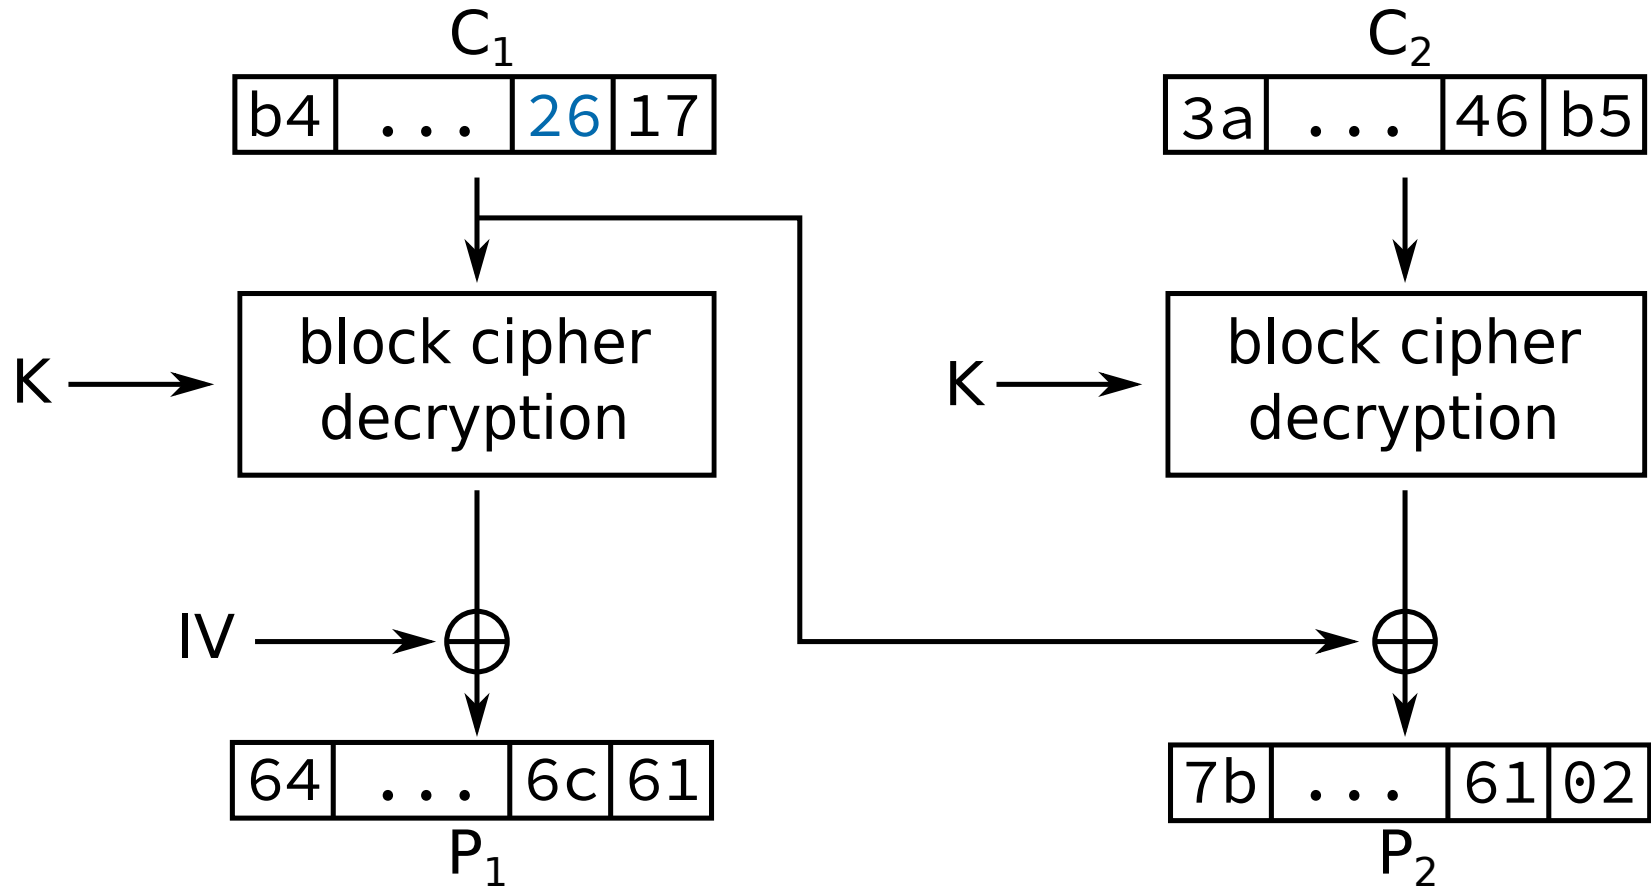 C₁ C₂
b4 ... 26 17 3a ... 46 b5
block cipher block cipher
K K
decryption decryption
IV
64 ... 6c 61 7b ... 61 02
P₁ P₂